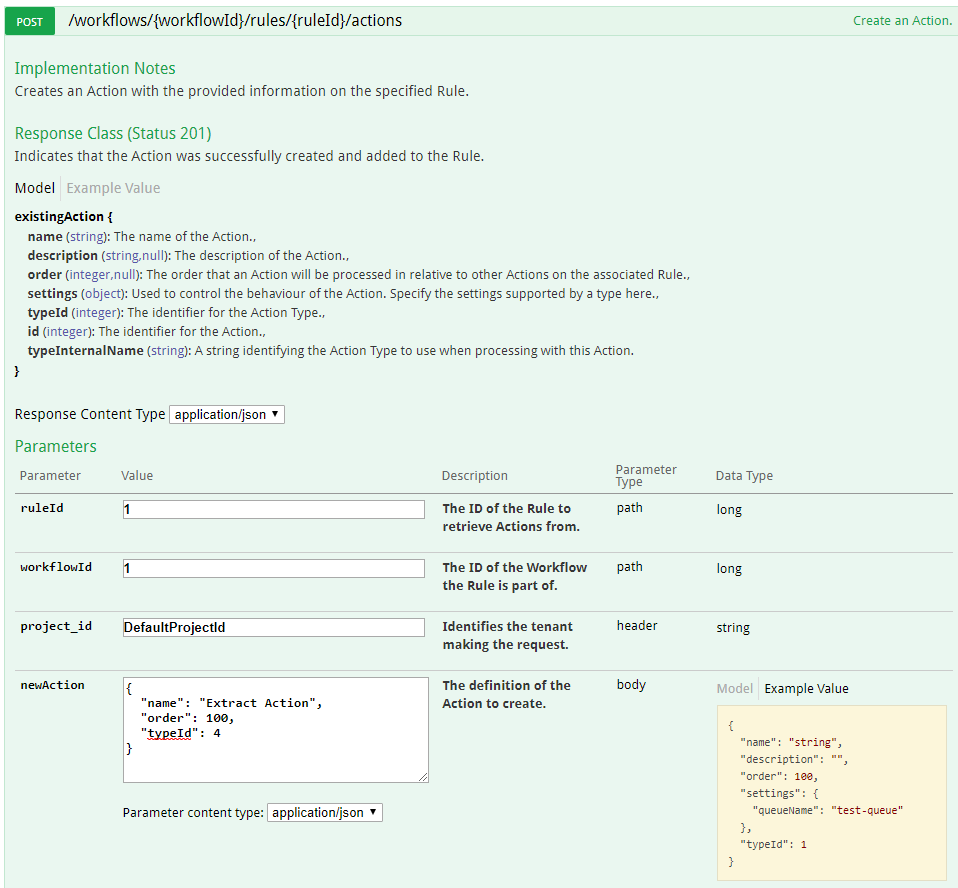 POST /workflows/{workflowId}/rules/{ruleId}/actions Create an Action.
Implementation Notes
Creates an Action with the provided information on the specified Rule.
Response Class (Status 201)
Indicates that the Action was successfully created and added to the Rule.
Model Example Value
existingAction {
name (string): The name of the Action.,
description (string,null): The description of the Action.,
order (integer,null): The order that an Action will be processed in relative to other Actions on the associated Rule.,
settings (object): Used to control the behaviour of the Action. Specify the settings supported by a type here.,
typeId (integer): The identifier for the Action Type.,
id (integer): The identifier for the Action.,
typeInternalName (string): A string identifying the Action Type to use when processing with this Action.
}
Response Content Type application/json
Parameters
Parameter Value Description Parameter Type Data Type
ruleId 1 The ID of the Rule to path long
retrieve Actions from.
workflowId 1 The ID of the Workflow path long
the Rule is part of.
project_id DefaultProjectId Identifies the tenant header string
making the request.
newAction The definition of the body
Action to create.
{
"name": "Extract Action",
"order": 100,
"typeId": 4
}
Parameter content type: application/json
Model Example Value
{
"name": "string",
"description": "",
"order": 100,
"settings": {
"queueName": "test-queue"
},
"typeId": 1
}